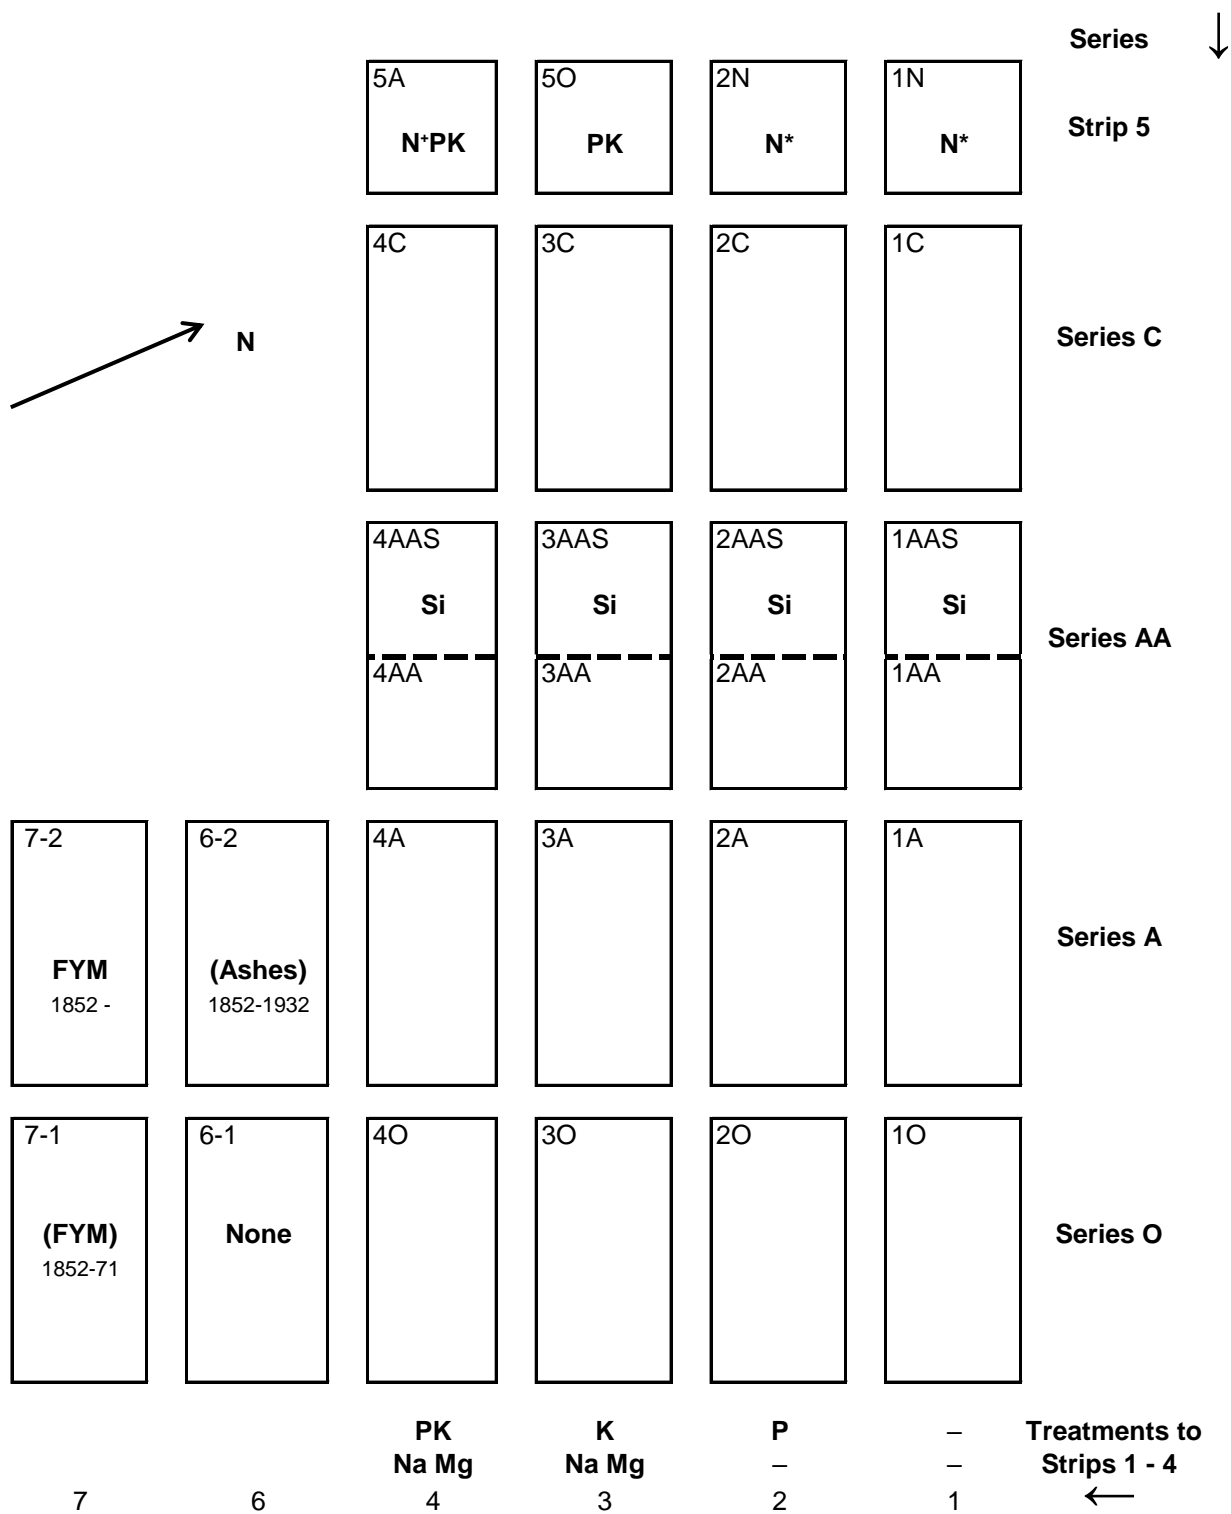 Series ↓
5A 5O 2N 1N
N⁺PK PK N* N* Strip 5
4C 3C 2C 1C
N Series C
4AAS 3AAS 2AAS 1AAS
Si Si Si Si
Series AA
4AA 3AA 2AA 1AA
7-2 6-2 4A 3A 2A 1A
Series A
FYM (Ashes)
1852 - 1852-1932
7-1 6-1 4O 3O 2O 1O
(FYM) None Series O
1852-71
PK K P – Treatments to
Na Mg Na Mg – – Strips 1 - 4
7 6 4 3 2 1 ←